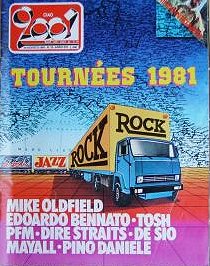 CIAO
2001
TOURNÉES 1981
ROCK
ROCK
JAZZ
MIKE OLDFIELD
EDOARDO BENNATO•TOSH
PFM•DIRE STRAITS•DE SIO
MAYALL•PINO DANIELE